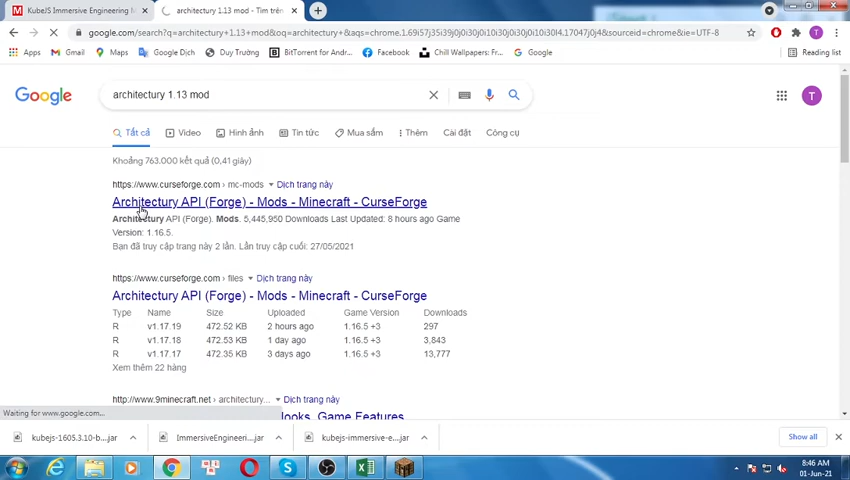 KubeJS Immersive Engineering M
architecture 1.13 mod - Tìm trên
google.com/search?q=architectury+1.13+mod&oq=architectury+&aqs=chrome.1.69i57j35i39j0j0i30j0i10i30j0i30j0i10i30l4.17047j0j4&sourceid=chrome&ie=UTF-8
Apps Gmail Maps Google Dịch Duy Trường BitTorrent for Andr... Facebook Chill Wallpapers: Fr... Google Reading list
Google
architectury 1.13 mod
T
Tất cả Video Hình ảnh Tin tức Mua sắm Thêm Cài đặt Công cụ
Khoảng 763.000 kết quả (0,41 giây)
https://www.curseforge.com › mc-mods Dịch trang này
Architectury API (Forge) - Mods - Minecraft - CurseForge
Architectury API (Forge). Mods. 5,445,950 Downloads Last Updated: 8 hours ago Game
Version: 1.16.5.
Bạn đã truy cập trang này 2 lần. Lần truy cập cuối: 27/05/2021
https://www.curseforge.com › files Dịch trang này
Architectury API (Forge) - Mods - Minecraft - CurseForge
Type Name Size Uploaded Game Version Downloads
R v1.17.19 472.52 KB 2 hours ago 1.16.5 +3 297
R v1.17.18 472.53 KB 1 day ago 1.16.5 +3 3,843
R v1.17.17 472.35 KB 3 days ago 1.16.5 +3 13,777
Xem thêm 22 hàng
http://www.9minecraft.net › architectury... Dịch trang này
Hooks, Game Features
Waiting for www.google.com...
kubejs-1605.3.10-b....jar ImmersiveEngineeri....jar kubejs-immersive-e....jar Show all
8:46 AM
01-Jun-21